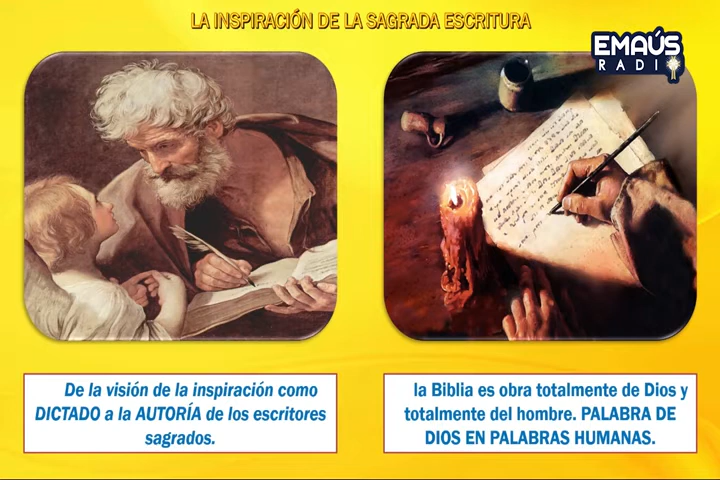 LA INSPIRACIÓN DE LA SAGRADA ESCRITURA
EMAÚS
RADIO
De la visión de la inspiración como
DICTADO a la AUTORÍA de los escritores
sagrados.
la Biblia es obra totalmente de Dios y
totalmente del hombre. PALABRA DE
DIOS EN PALABRAS HUMANAS.